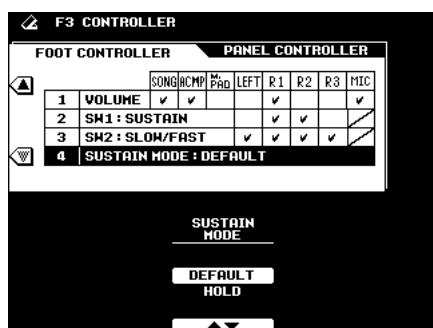 F3 CONTROLLER
FOOT CONTROLLER PANEL CONTROLLER
SONG ACMP M.PAD LEFT R1 R2 R3 MIC
1 VOLUME ✓ ✓ ✓ ✓
2 SW1:SUSTAIN ✓ ✓
3 SW2:SLOW/FAST ✓ ✓ ✓ ✓
4 SUSTAIN MODE:DEFAULT
SUSTAIN
MODE
DEFAULT
HOLD